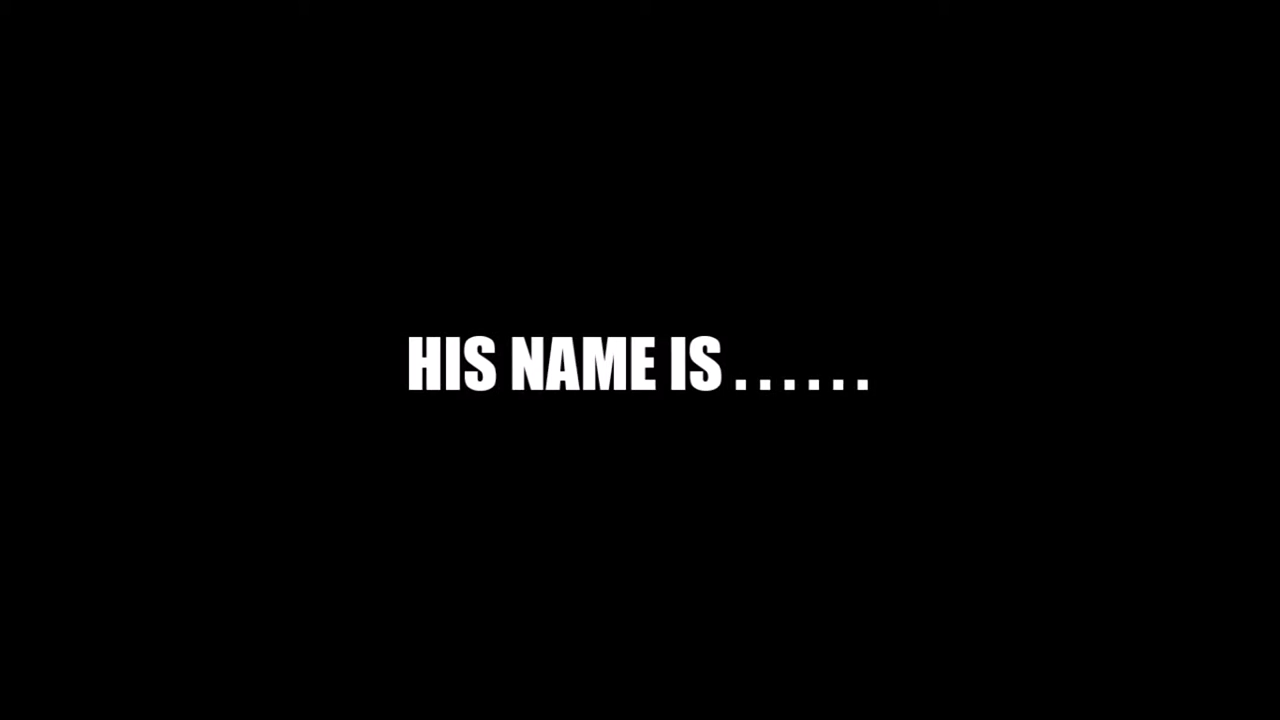 HIS NAME IS . . . . . .